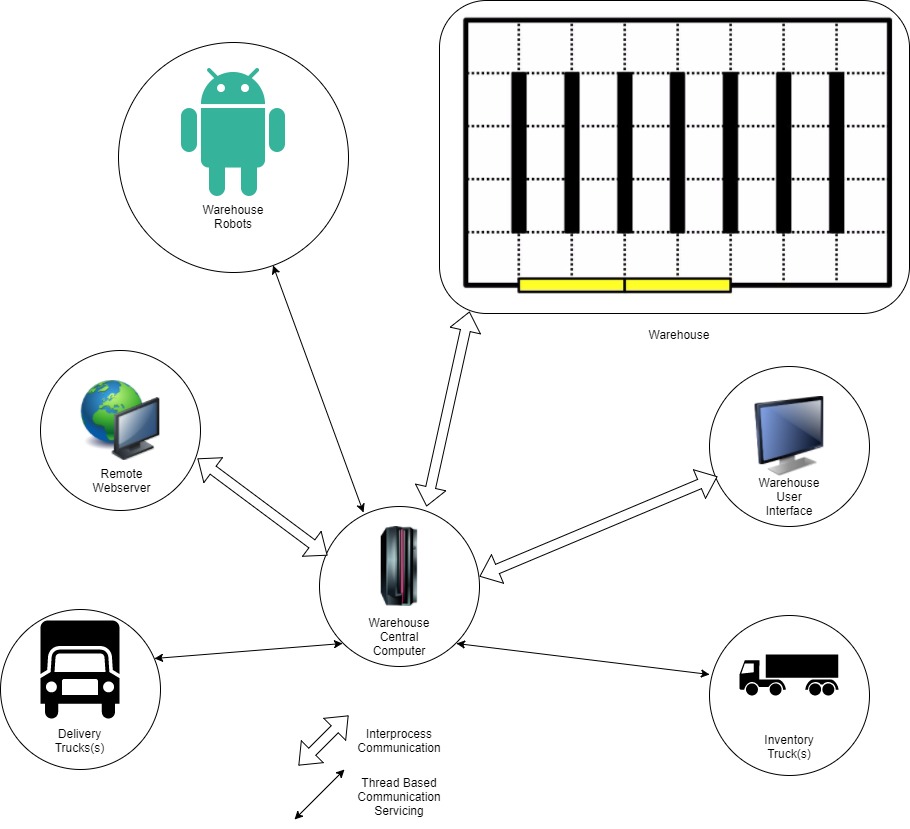 Warehouse
Robots
Warehouse
Remote
Webserver
Warehouse
User
Interface
Warehouse
Central
Computer
Delivery
Trucks(s)
Inventory
Truck(s)
Interprocess
Communication
Thread Based
Communication
Servicing